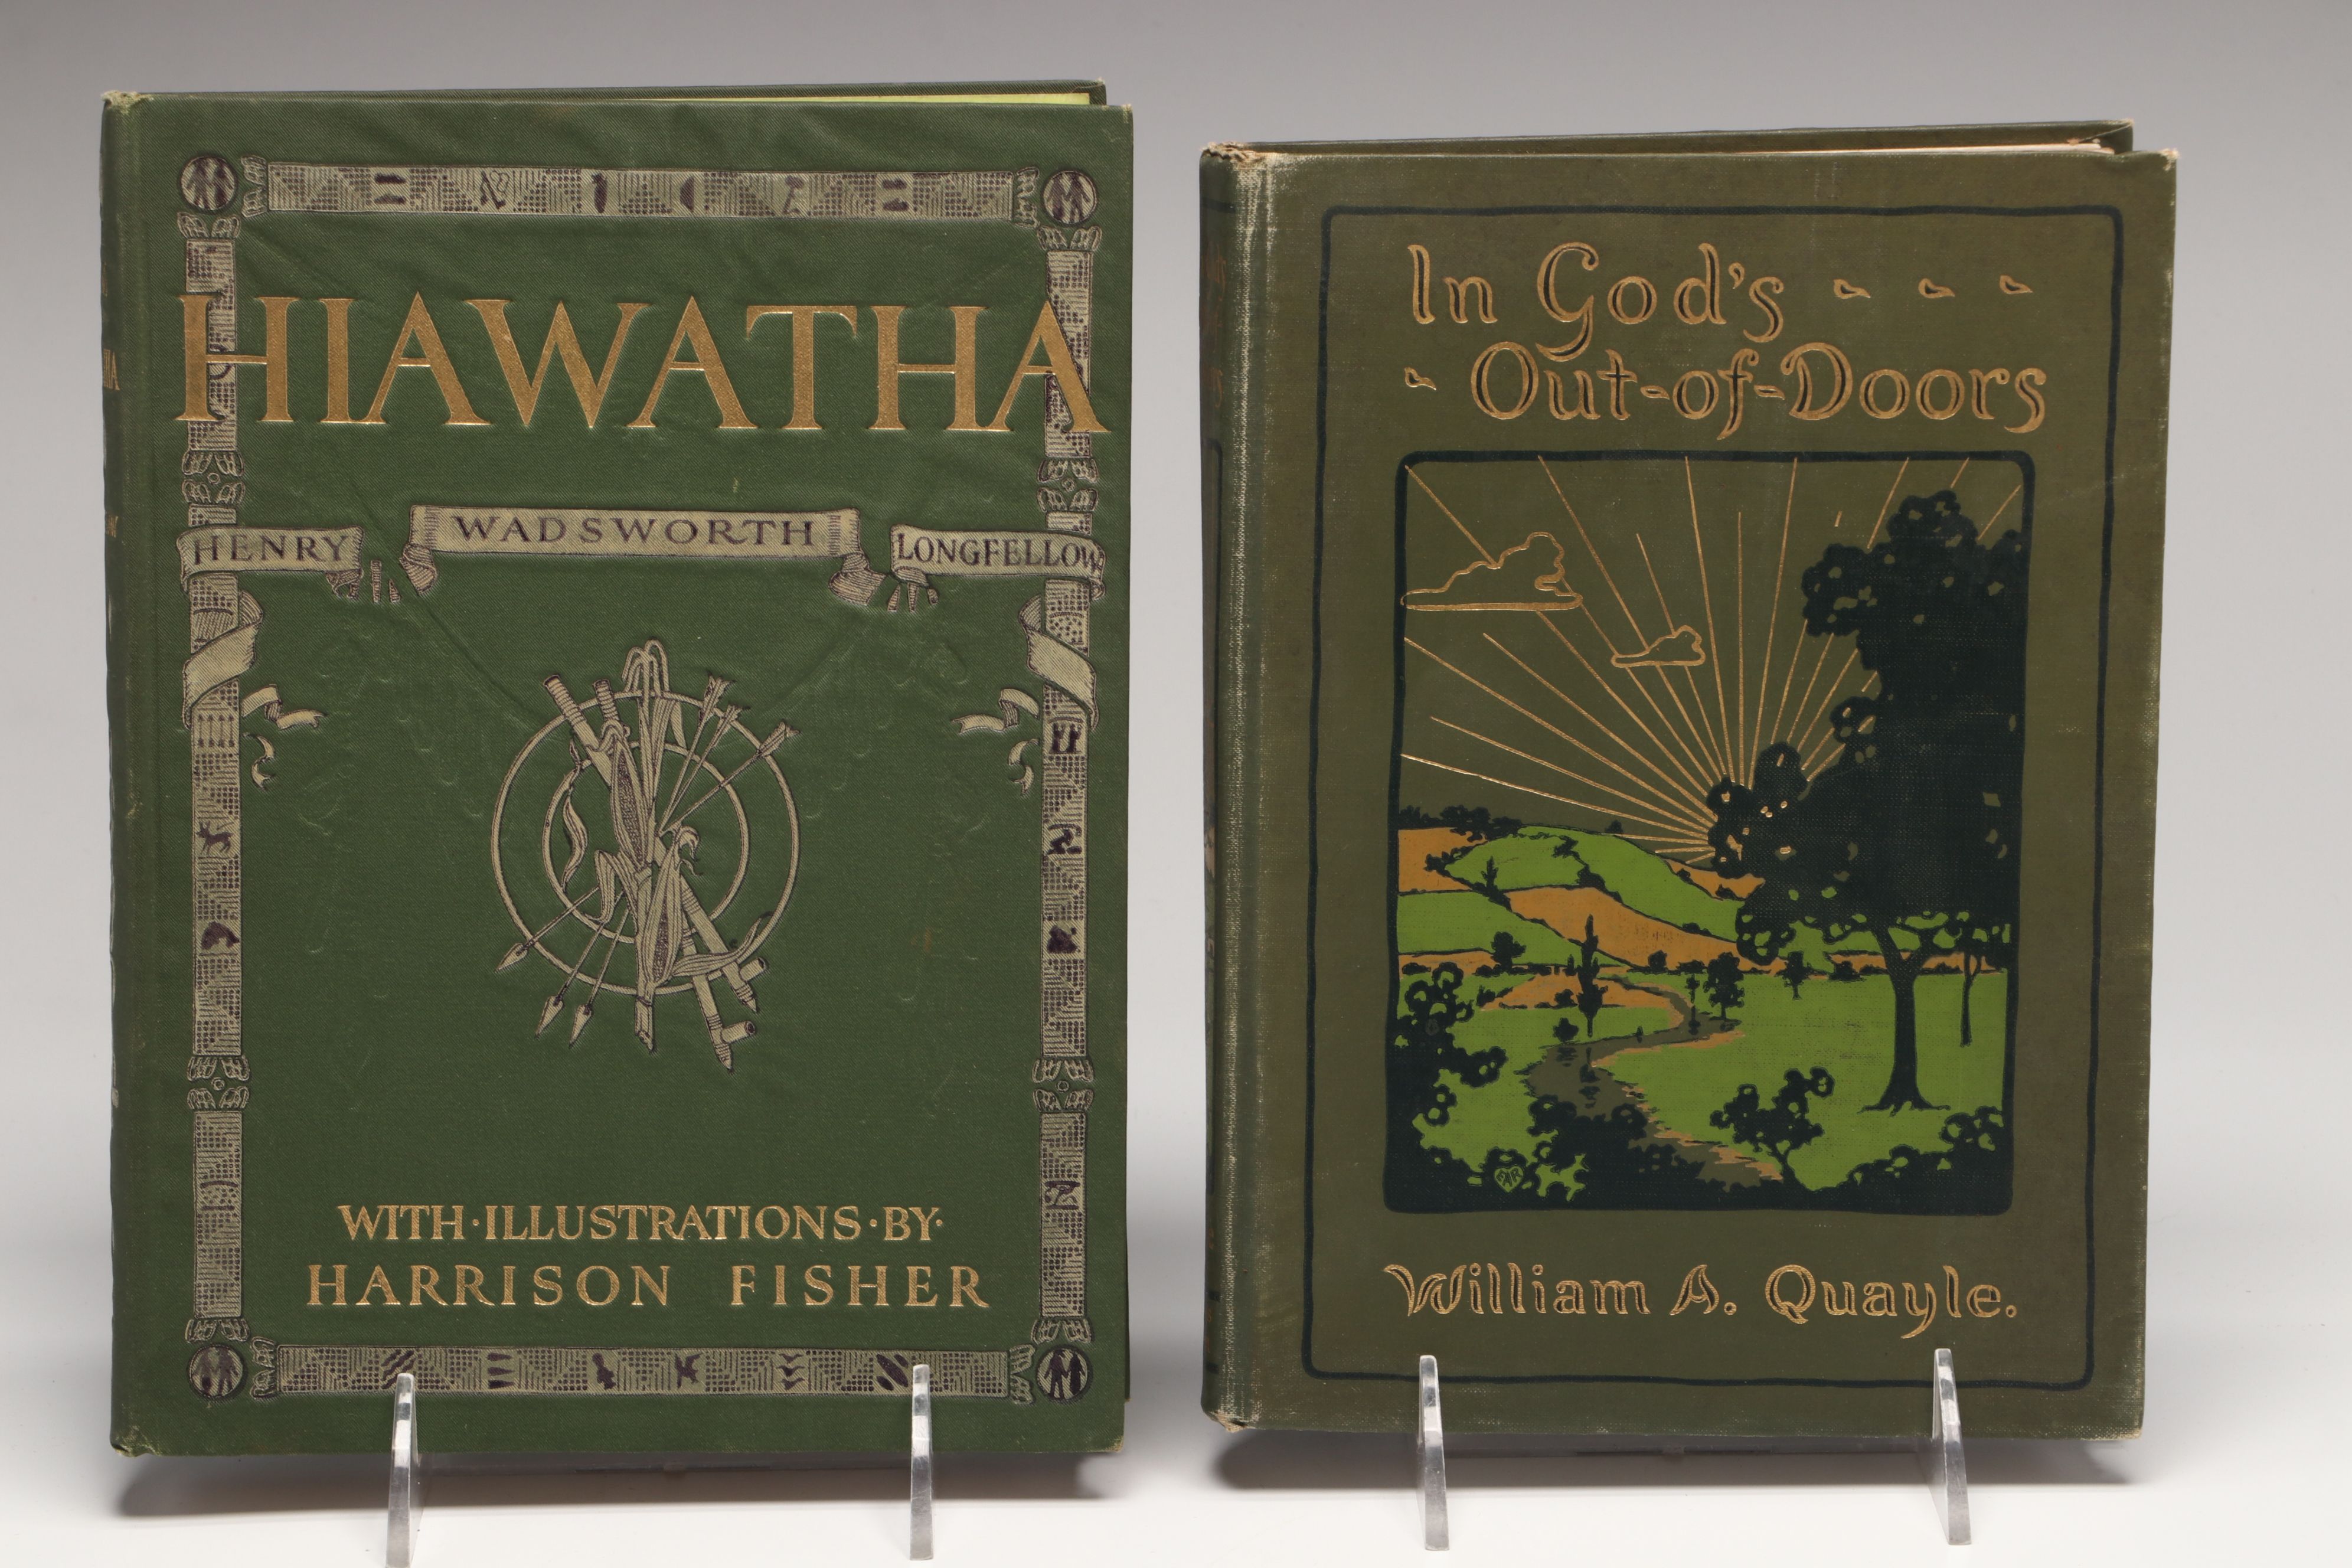 HIAWATHA
HENRY WADSWORTH LONGFELLOW
WITH·ILLUSTRATIONS·BY·
HARRISON FISHER
In God's
Out-of-Doors
William A. Quayle.